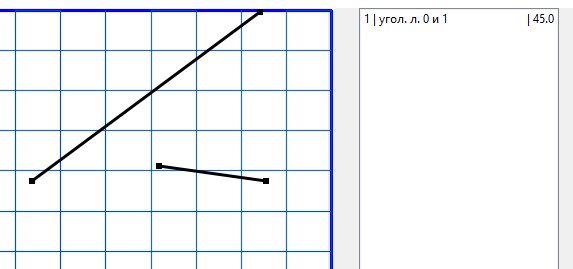 1 | угол. л. 0 и 1 | 45.0